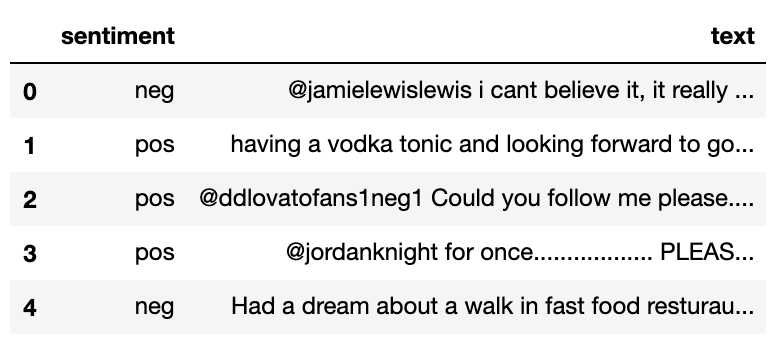 sentiment text
0 neg @jamielewislewis i cant believe it, it really ...
1 pos having a vodka tonic and looking forward to go...
2 pos @ddlovatofans1neg1 Could you follow me please....
3 pos @jordanknight for once.................. PLEAS...
4 neg Had a dream about a walk in fast food resturau...